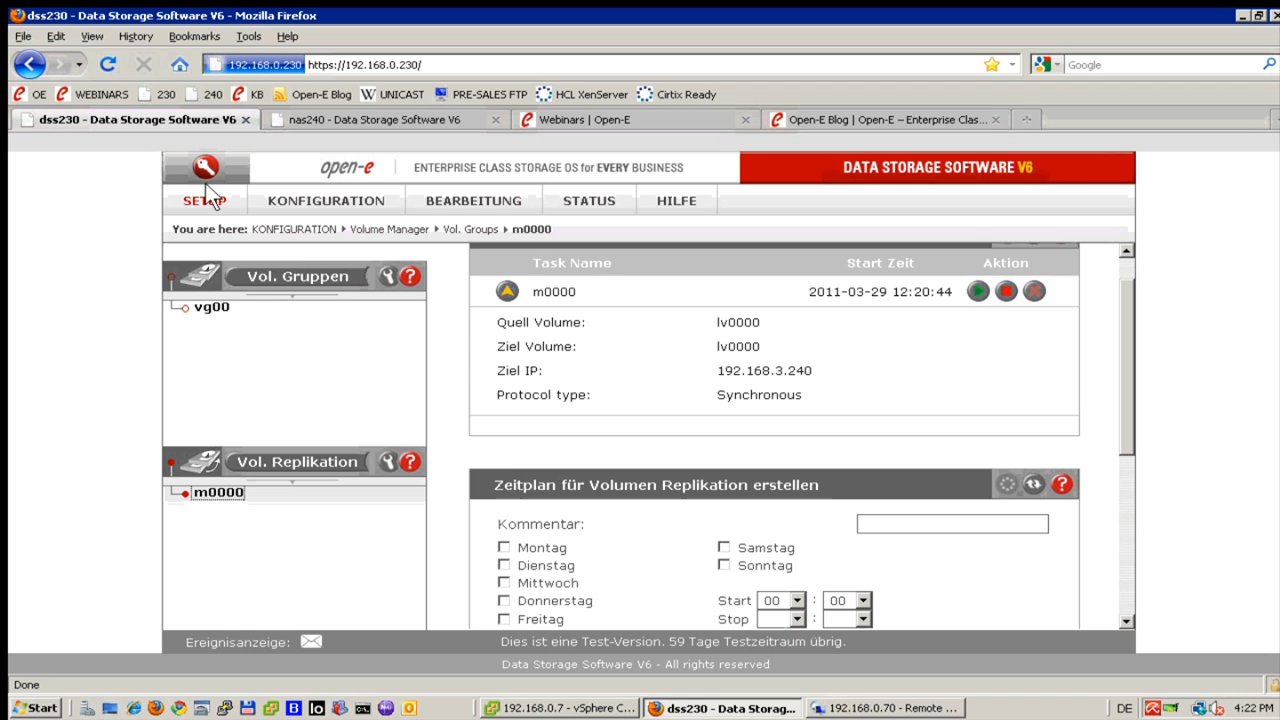 dss230 - Data Storage Software V6 - Mozilla Firefox
File Edit View History Bookmarks Tools Help
192.168.0.230 https://192.168.0.230/ Google
OE WEBINARS 230 240 KB Open-E Blog UNICAST PRE-SALES FTP HCL XenServer Cirtix Ready
dss230 - Data Storage Software V6 nas240 - Data Storage Software V6 Webinars | Open-E Open-E Blog | Open-E – Enterprise Clas...
open-e ENTERPRISE CLASS STORAGE OS for EVERY BUSINESS DATA STORAGE SOFTWARE V6
SETUP KONFIGURATION BEARBEITUNG STATUS HILFE
You are here: KONFIGURATION Volume Manager Vol. Groups m0000
Vol. Gruppen
vg00
Vol. Replikation
m0000
Task Name Start Zeit Aktion
m0000 2011-03-29 12:20:44
Quell Volume: lv0000
Ziel Volume: lv0000
Ziel IP: 192.168.3.240
Protocol type: Synchronous
Zeitplan für Volumen Replikation erstellen
Kommentar:
Montag Samstag
Dienstag Sonntag
Mittwoch
Donnerstag Start 00 : 00
Freitag Stop :
Ereignisanzeige: Dies ist eine Test-Version. 59 Tage Testzeitraum übrig.
Data Storage Software V6 - All rights reserved
Done
Start 192.168.0.7 - vSphere C... dss230 - Data Storag... 192.168.0.70 - Remote ... DE 4:22 PM